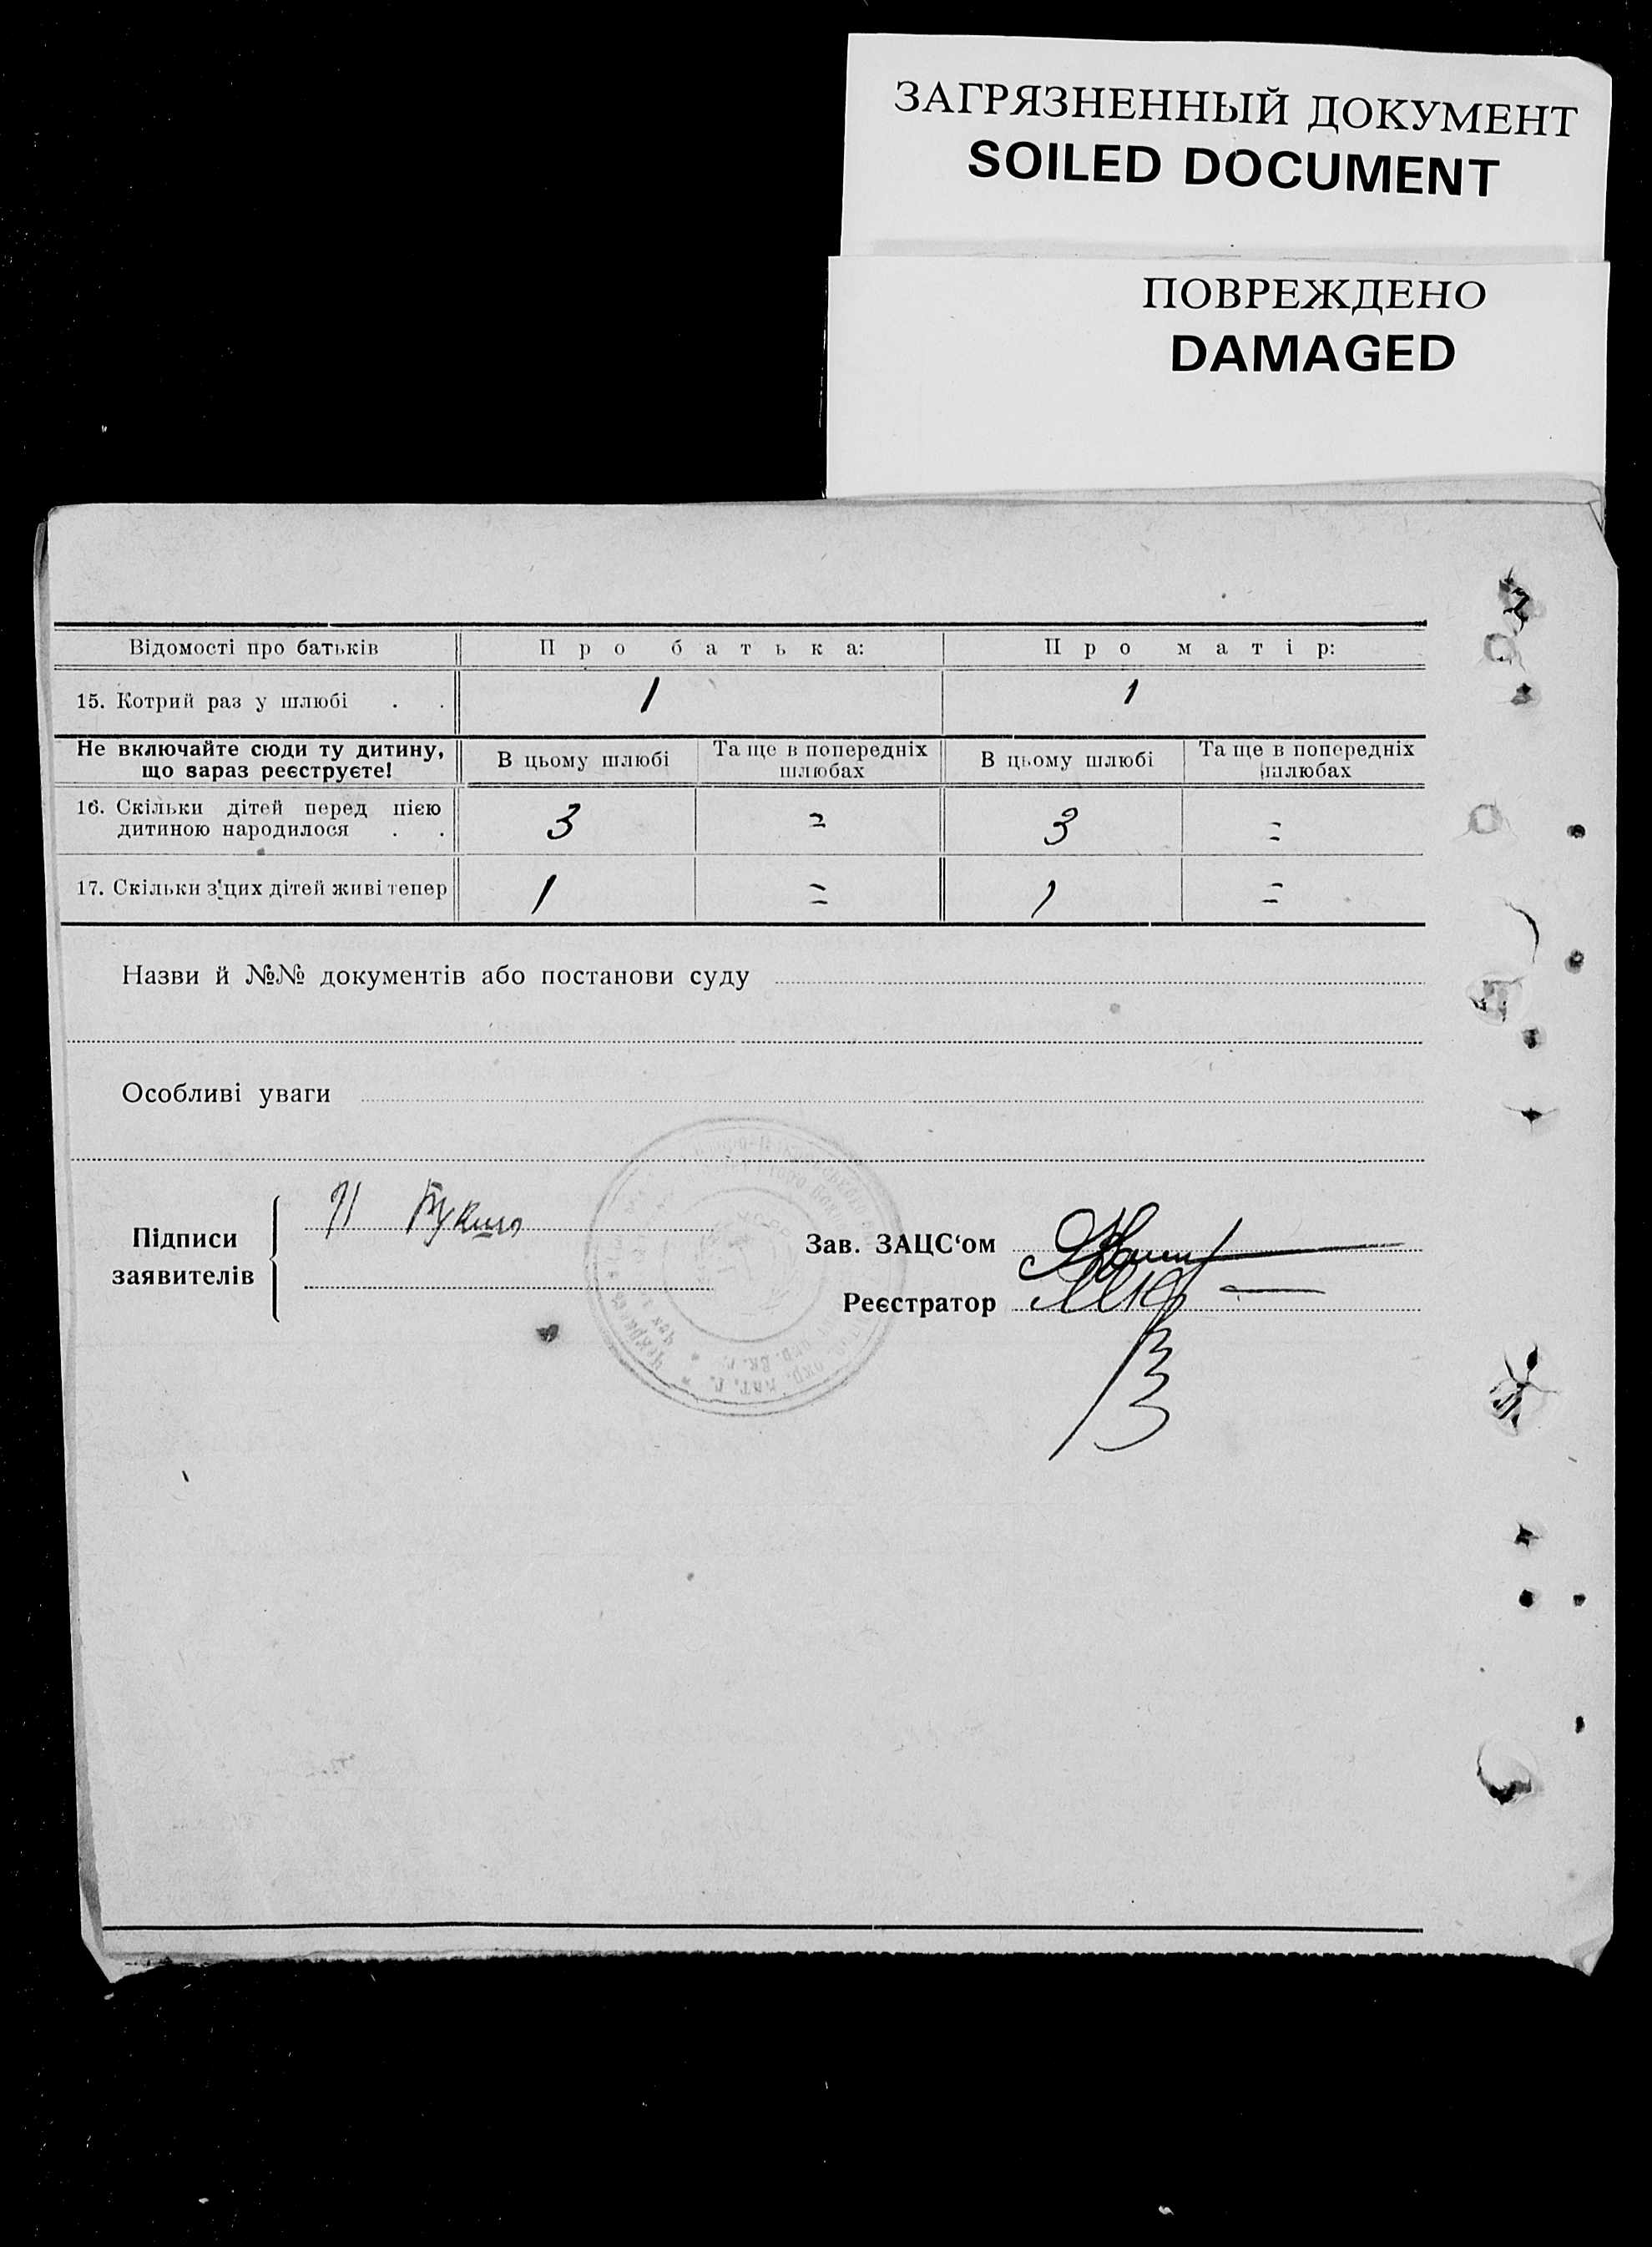 ЗАГРЯЗНЕННЫЙ ДОКУМЕНТ
SOILED DOCUMENT
ПОВРЕЖДЕНО
DAMAGED
Відомості про батьків Про батька: Про матір:
15. Котрий раз у шлюбі . . 1 1
Не включайте сюди ту дитину, що зараз реєструєте! В цьому шлюбі Та ще в попередніх шлюбах В цьому шлюбі Та ще в попередніх шлюбах
16. Скільки дітей перед цією
дитиною народилося . . 3 = 3 =
17. Скільки з'цих дітей живі тепер 1 = 1 =
Назви й №№ документів або постанови суду
Особливі уваги
Підписи
заявителів
Зав. ЗАЦС‘ом
Реєстратор